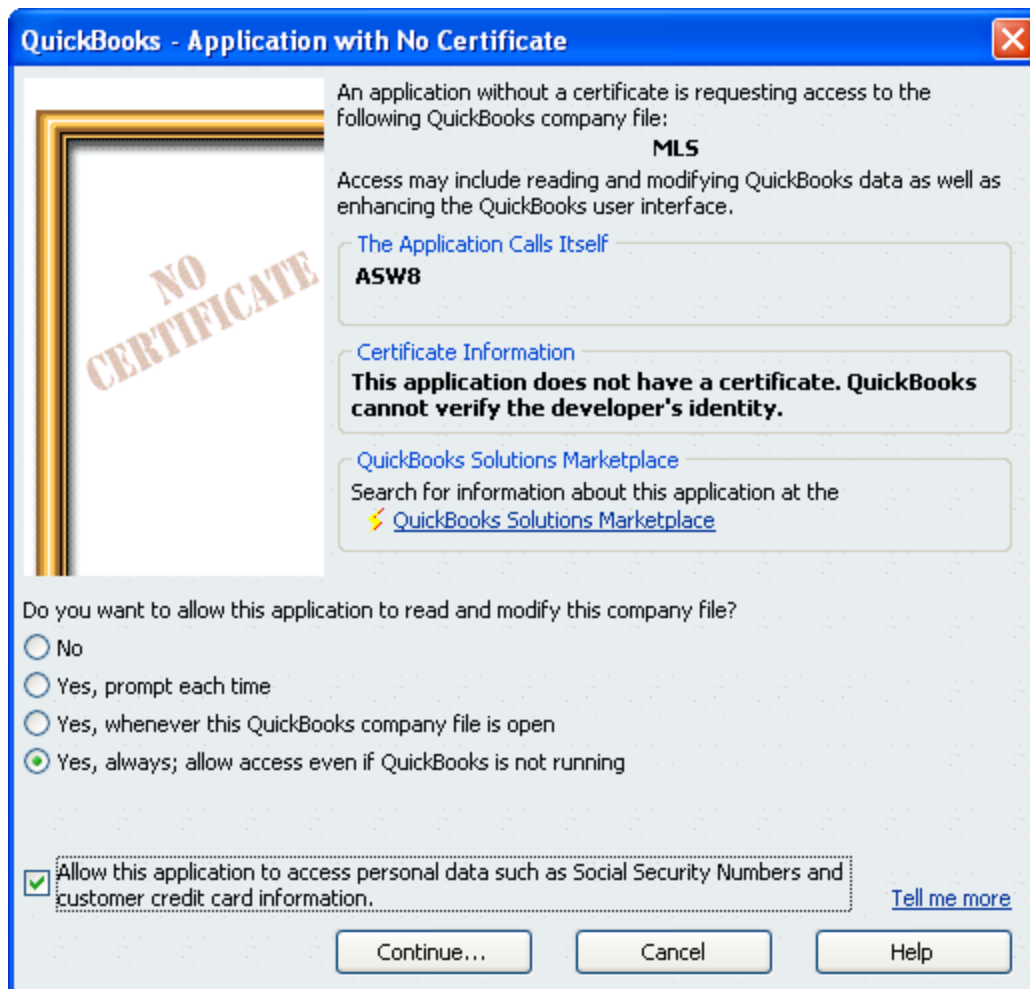 QuickBooks - Application with No Certificate
An application without a certificate is requesting access to the
following QuickBooks company file:
MLS
Access may include reading and modifying QuickBooks data as well as
enhancing the QuickBooks user interface.
The Application Calls Itself
ASW8
NO
CERTIFICATE
Certificate Information
This application does not have a certificate. QuickBooks
cannot verify the developer's identity.
QuickBooks Solutions Marketplace
Search for information about this application at the
QuickBooks Solutions Marketplace
Do you want to allow this application to read and modify this company file?
No
Yes, prompt each time
Yes, whenever this QuickBooks company file is open
Yes, always; allow access even if QuickBooks is not running
Allow this application to access personal data such as Social Security Numbers and
customer credit card information.
Tell me more
Continue... Cancel Help